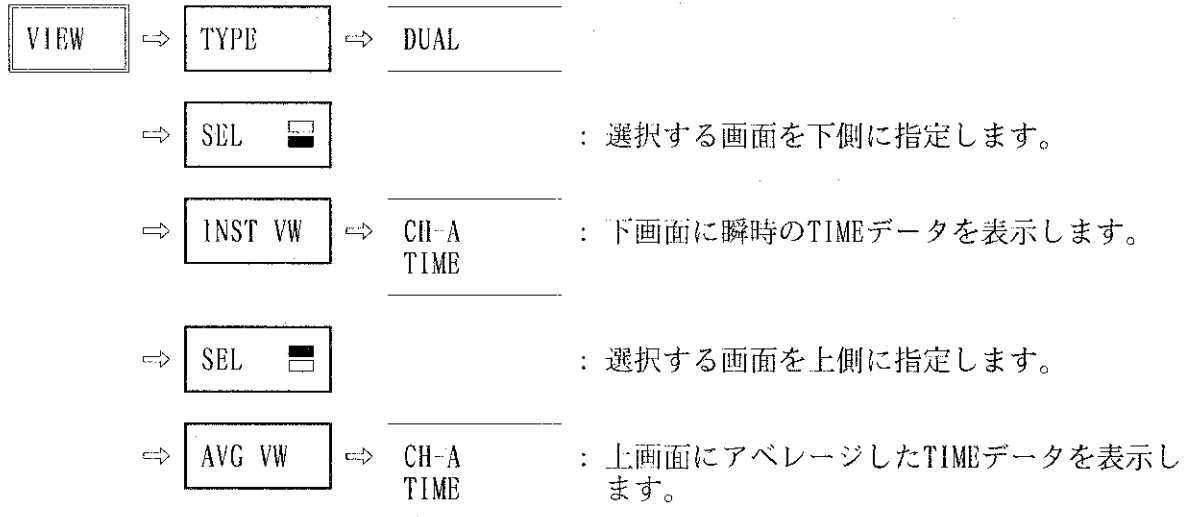 VIEW ⇨ TYPE ⇨ DUAL
⇨ SEL : 選択する画面を下側に指定します。
⇨ INST VW ⇨ CH-A : 下画面に瞬時のTIMEデータを表示します。
TIME
⇨ SEL : 選択する画面を上側に指定します。
⇨ AVG VW ⇨ CH-A : 上画面にアベレージしたTIMEデータを表示し
TIME ます。